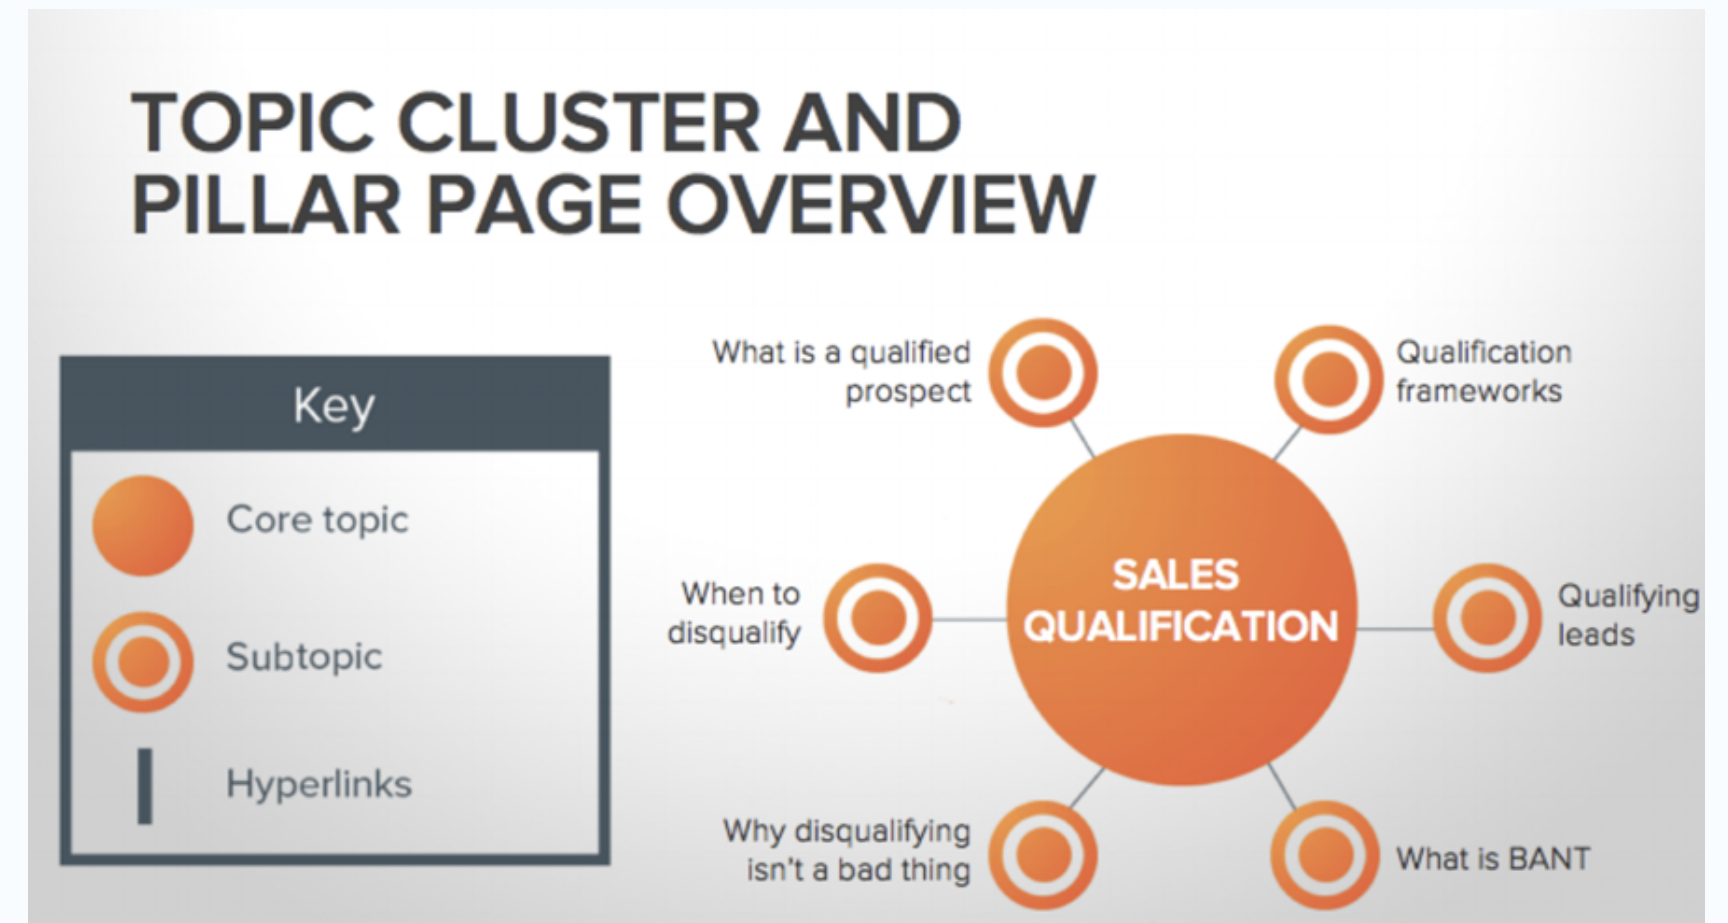 TOPIC CLUSTER AND
PILLAR PAGE OVERVIEW
Key
Core topic
Subtopic
Hyperlinks
What is a qualified
prospect
Qualification
frameworks
When to
disqualify
SALES
QUALIFICATION
Qualifying
leads
Why disqualifying
isn't a bad thing
What is BANT